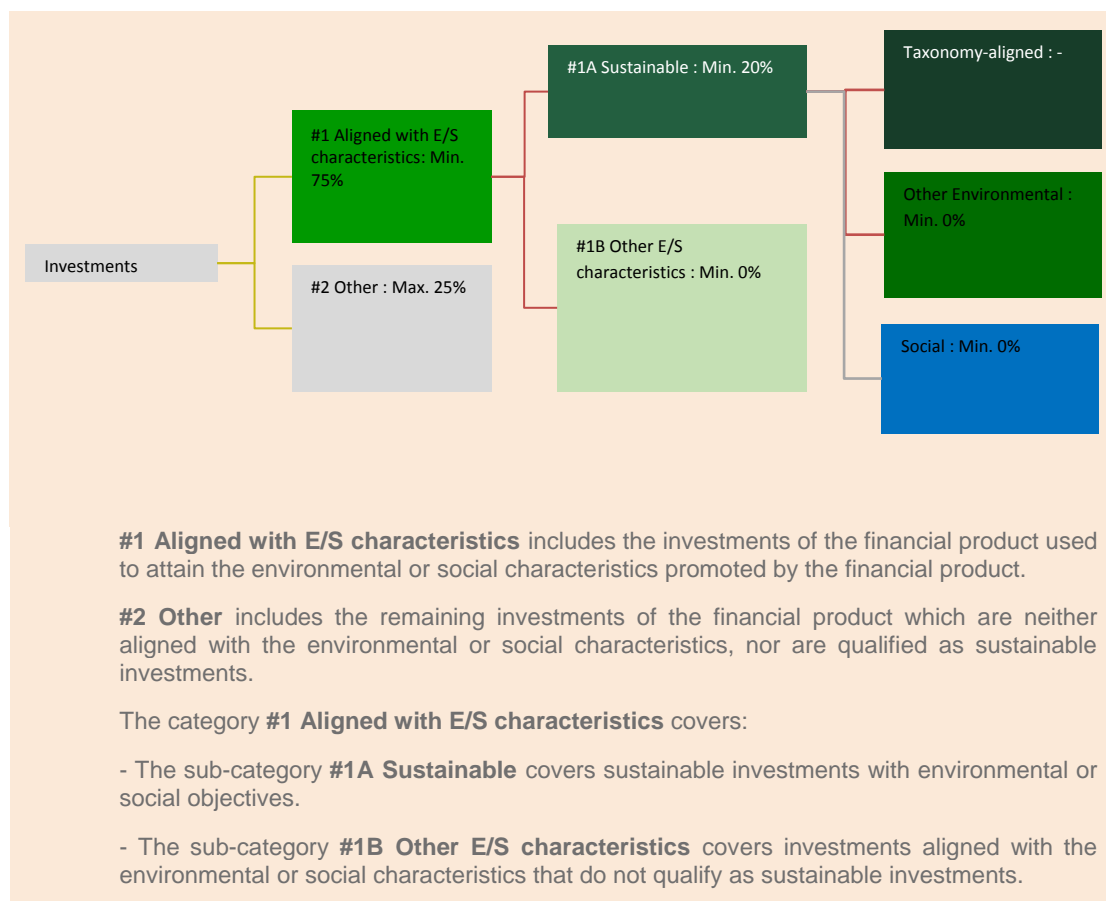 Investments
#1 Aligned with E/S
characteristics: Min.
75%
#2 Other : Max. 25%
#1A Sustainable : Min. 20%
#1B Other E/S
characteristics : Min. 0%
Taxonomy-aligned : -
Other Environmental :
Min. 0%
Social : Min. 0%
#1 Aligned with E/S characteristics includes the investments of the financial product used
to attain the environmental or social characteristics promoted by the financial product.
#2 Other includes the remaining investments of the financial product which are neither
aligned with the environmental or social characteristics, nor are qualified as sustainable
investments.
The category #1 Aligned with E/S characteristics covers:
- The sub-category #1A Sustainable covers sustainable investments with environmental or
social objectives.
- The sub-category #1B Other E/S characteristics covers investments aligned with the
environmental or social characteristics that do not qualify as sustainable investments.